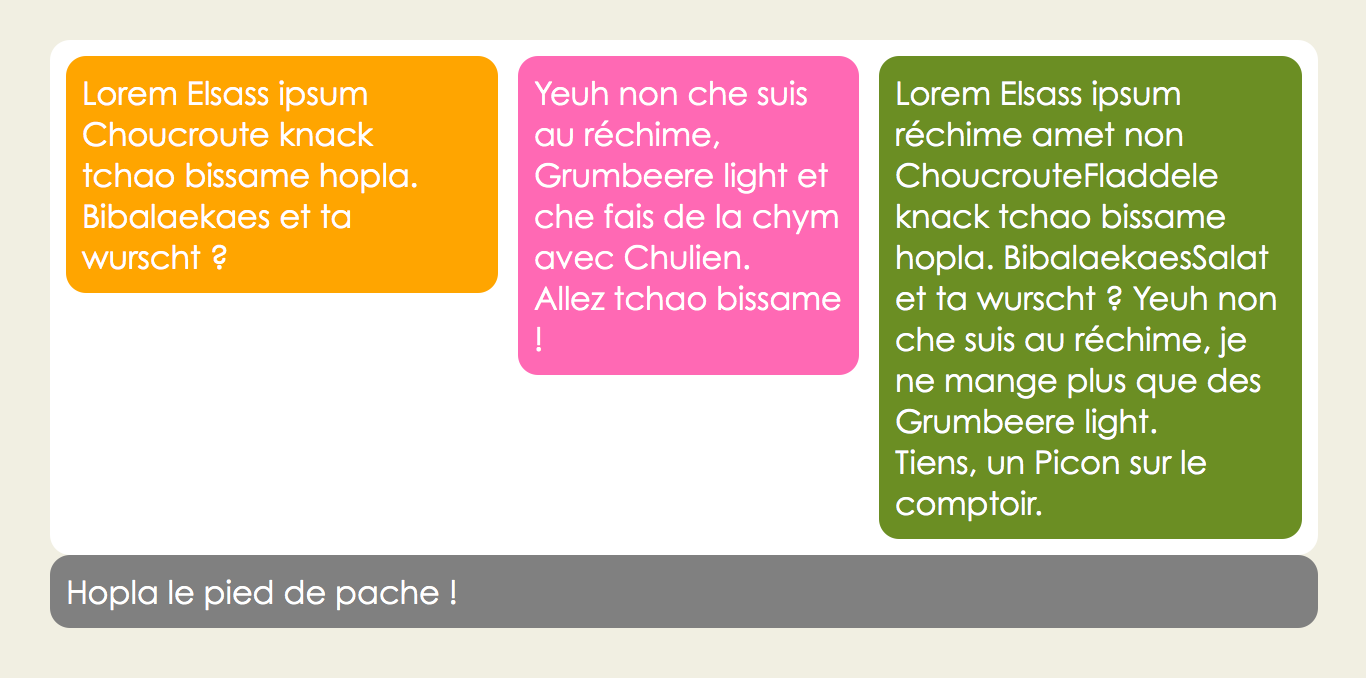 Lorem Elsass ipsum
Choucroute knack
tchao bissame hopla.
Bibalaekaes et ta
wurscht ?
Yeuh non che suis
au réchime,
Grumbeere light et
che fais de la chym
avec Chulien.
Allez tchao bissame
!
Lorem Elsass ipsum
réchime amet non
ChoucrouteFladdele
knack tchao bissame
hopla. BibalaekaesSalat
et ta wurscht ? Yeuh non
che suis au réchime, je
ne mange plus que des
Grumbeere light.
Tiens, un Picon sur le
comptoir.
Hopla le pied de pache !